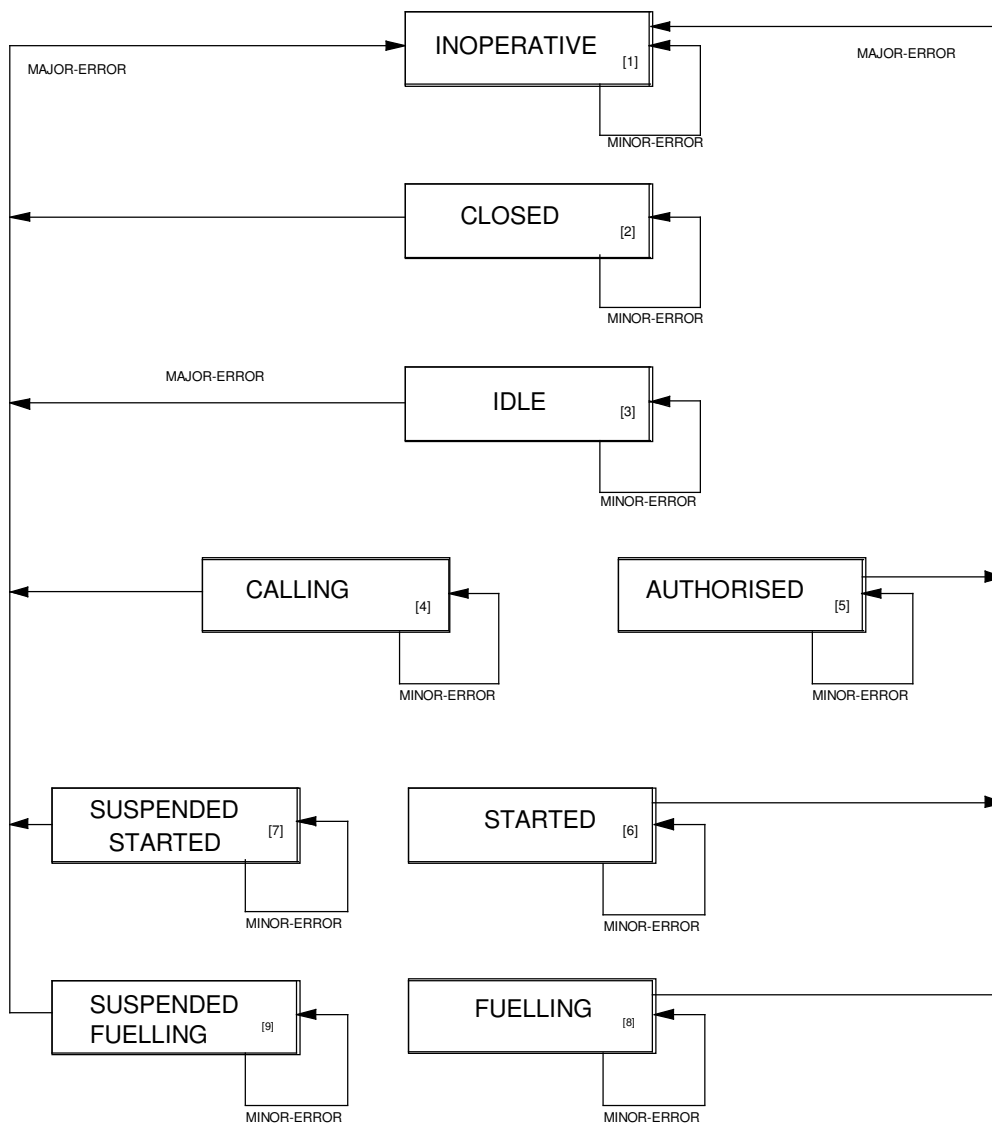 INOPERATIVE
[1]
MAJOR-ERROR
MAJOR-ERROR
MINOR-ERROR
CLOSED
[2]
MINOR-ERROR
MAJOR-ERROR
IDLE
[3]
MINOR-ERROR
CALLING
[4]
AUTHORISED
[5]
MINOR-ERROR
MINOR-ERROR
SUSPENDED
STARTED
[7]
STARTED
[6]
MINOR-ERROR
MINOR-ERROR
SUSPENDED
FUELLING
[9]
FUELLING
[8]
MINOR-ERROR
MINOR-ERROR